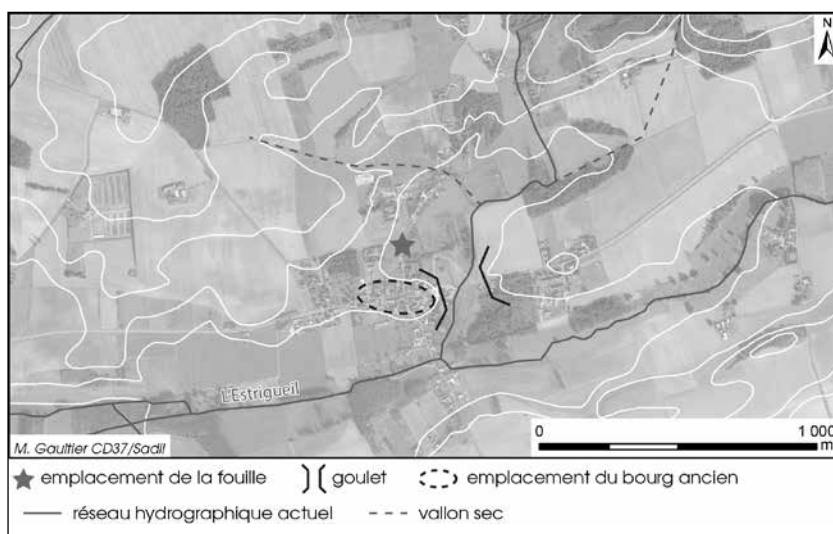 N
L'Estrigueil
0 1 000
m
M. Gaultier CD37/Sadil
emplacement de la fouille goulet emplacement du bourg ancien
réseau hydrographique actuel vallon sec